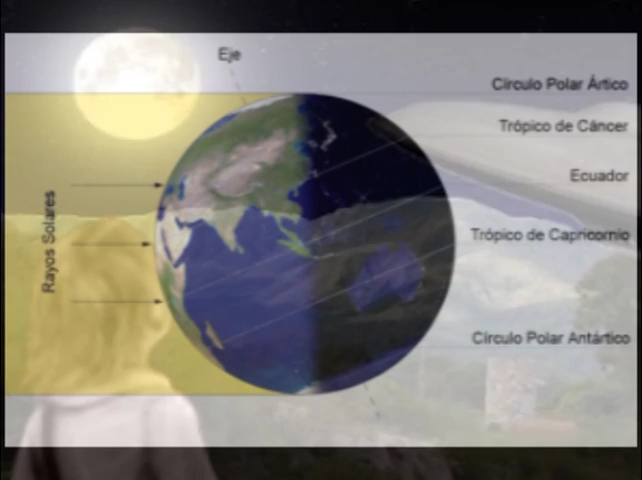 Eje
Círculo Polar Ártico
Trópico de Cáncer
Ecuador
Rayos Solares
Trópico de Capricornio
Círculo Polar Antártico